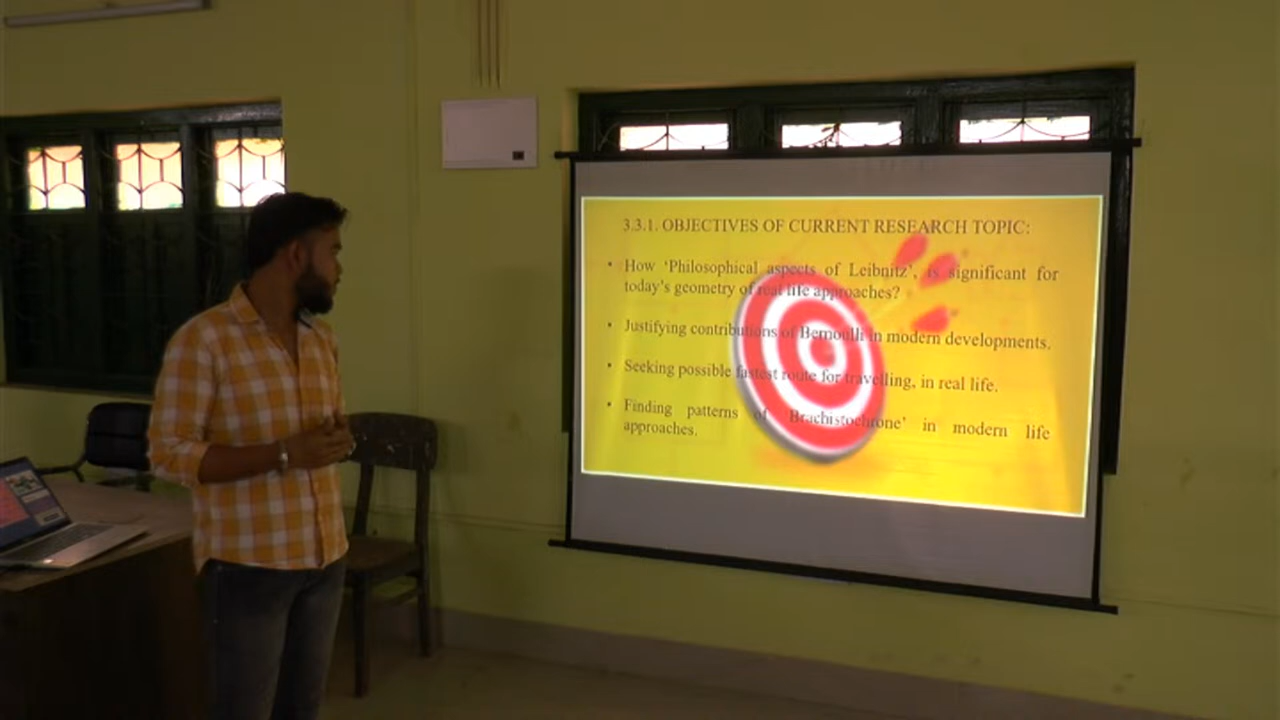 3.3.1. OBJECTIVES OF CURRENT RESEARCH TOPIC:
• How ‘Philosophical aspects of Leibnitz’, is significant for
today’s geometry of real life approaches?
• Justifying contributions of Bernoulli in modern developments.
• Seeking possible fastest route for travelling, in real life.
• Finding patterns of ‘Brachistochrone’ in modern life
approaches.